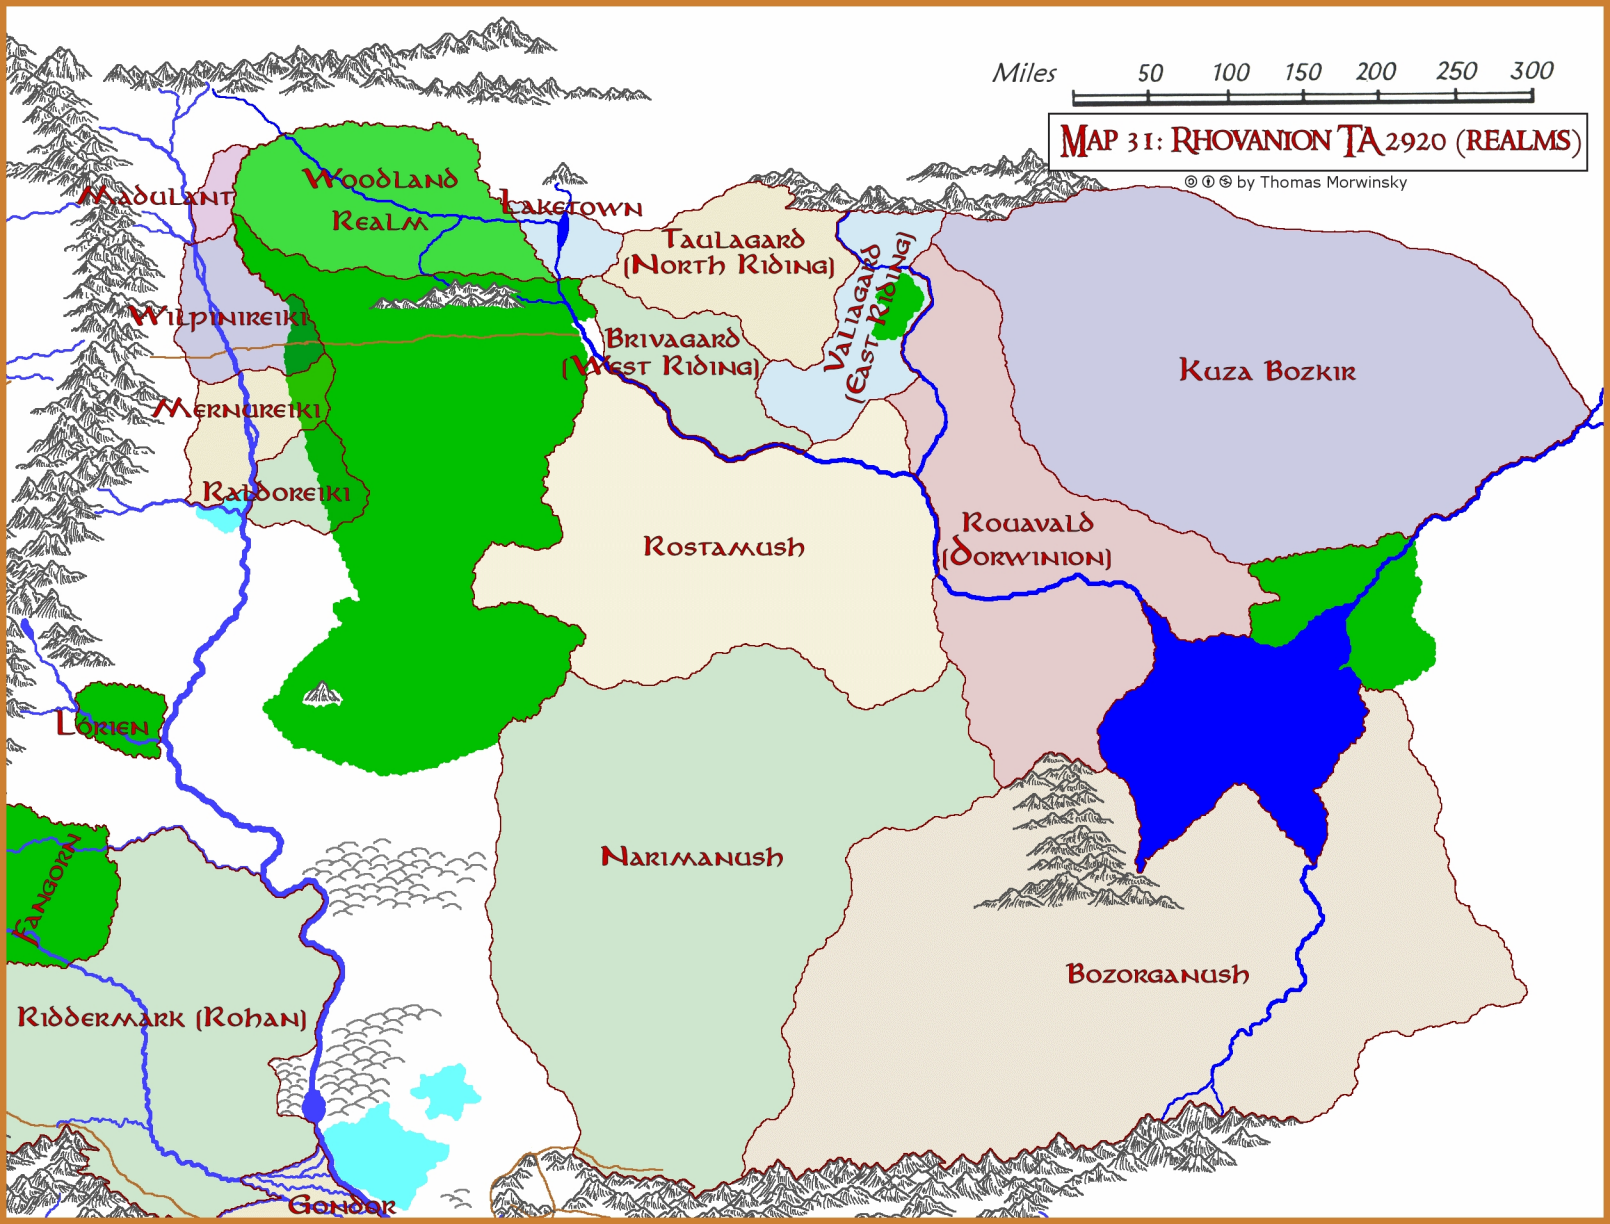 Miles 50 100 150 200 250 300
Map 31: Rhovanion TA 2920 (realms)
by Thomas Morwinsky
Madulant
Woodland
Realm
Laketown
Taulagard
(North Riding)
Valiagard
(East Riding)
Wilpinireiki
Brivagard
(West Riding)
Kuza Bozkir
Mernureiki
Raldoreiki
Rostamush
Rouavald
(Dorwinion)
Lórien
Narimanush
Fangorn
Bozorganush
Riddermark (Rohan)
Gondor